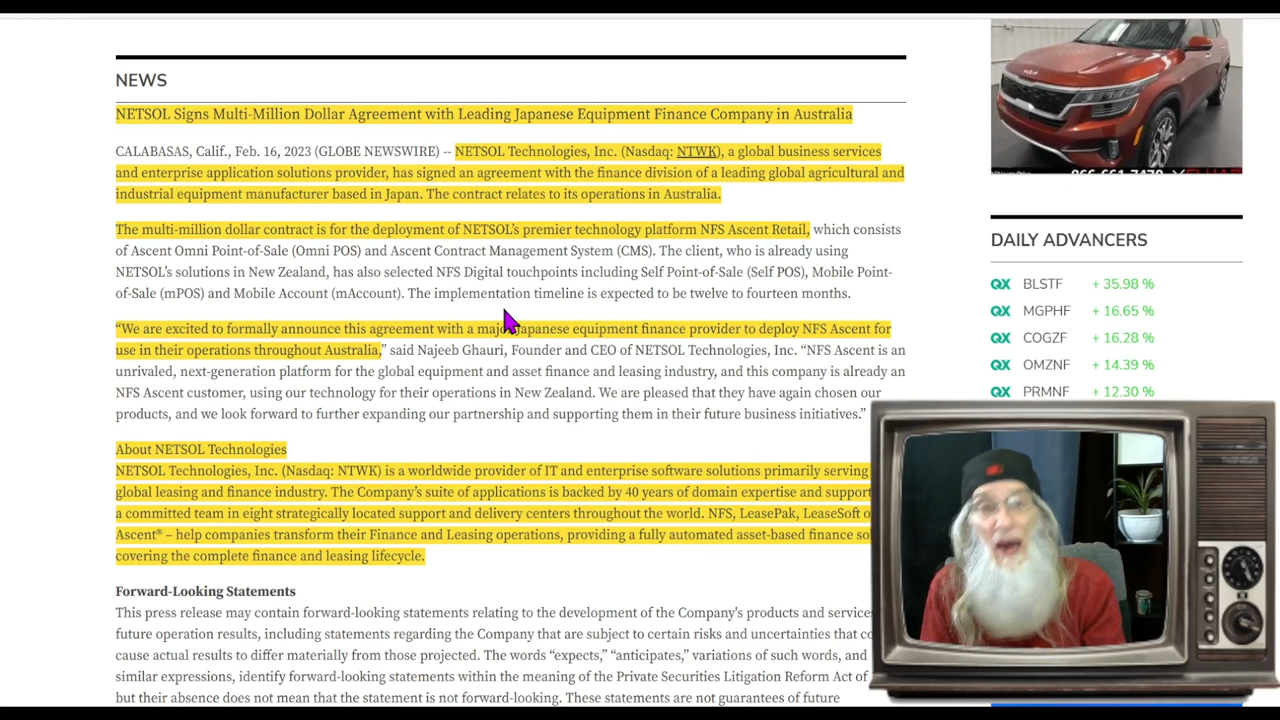 NEWS
NETSOL Signs Multi-Million Dollar Agreement with Leading Japanese Equipment Finance Company in Australia
CALABASAS, Calif., Feb. 16, 2023 (GLOBE NEWSWIRE) -- NETSOL Technologies, Inc. (Nasdaq: NTWK), a global business services
and enterprise application solutions provider, has signed an agreement with the finance division of a leading global agricultural and
industrial equipment manufacturer based in Japan. The contract relates to its operations in Australia.
The multi-million dollar contract is for the deployment of NETSOL’s premier technology platform NFS Ascent Retail, which consists
of Ascent Omni Point-of-Sale (Omni POS) and Ascent Contract Management System (CMS). The client, who is already using
NETSOL’s solutions in New Zealand, has also selected NFS Digital touchpoints including Self Point-of-Sale (Self POS), Mobile Point-
of-Sale (mPOS) and Mobile Account (mAccount). The implementation timeline is expected to be twelve to fourteen months.
“We are excited to formally announce this agreement with a major Japanese equipment finance provider to deploy NFS Ascent for
use in their operations throughout Australia,” said Najeeb Ghauri, Founder and CEO of NETSOL Technologies, Inc. “NFS Ascent is an
unrivaled, next-generation platform for the global equipment and asset finance and leasing industry, and this company is already an
NFS Ascent customer, using our technology for their operations in New Zealand. We are pleased that they have again chosen our
products, and we look forward to further expanding our partnership and supporting them in their future business initiatives.”
About NETSOL Technologies
NETSOL Technologies, Inc. (Nasdaq: NTWK) is a worldwide provider of IT and enterprise software solutions primarily serving
global leasing and finance industry. The Company’s suite of applications is backed by 40 years of domain expertise and support
a committed team in eight strategically located support and delivery centers throughout the world. NFS, LeasePak, LeaseSoft o
Ascent® – help companies transform their Finance and Leasing operations, providing a fully automated asset-based finance so
covering the complete finance and leasing lifecycle.
Forward-Looking Statements
This press release may contain forward-looking statements relating to the development of the Company’s products and services
future operation results, including statements regarding the Company that are subject to certain risks and uncertainties that co
cause actual results to differ materially from those projected. The words “expects,” “anticipates,” variations of such words, and
similar expressions, identify forward-looking statements within the meaning of the Private Securities Litigation Reform Act of
but their absence does not mean that the statement is not forward-looking. These statements are not guarantees of future
DAILY ADVANCERS
QX BLSTF + 35.98 %
QX MGPHF + 16.65 %
QX COGZF + 16.28 %
QX OMZNF + 14.39 %
QX PRMNF + 12.30 %